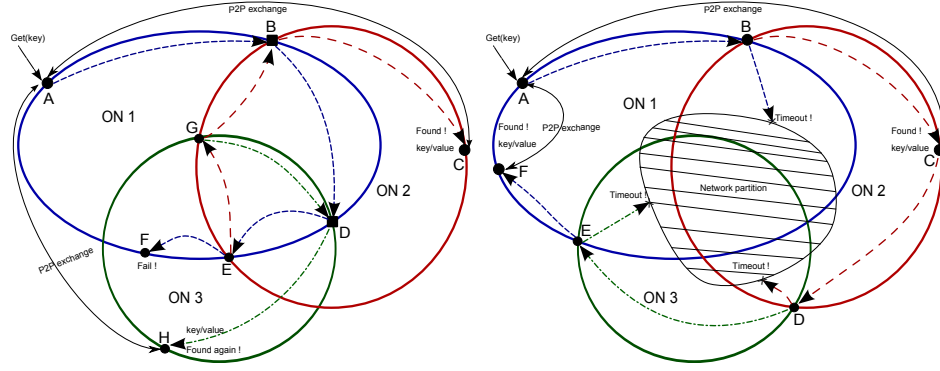 P2P exchange
B
Get(key)
A
ON 1
G
Found !
key/value
C
ON 2
D
F
E
Fail !
P2P exchange
ON 3
H
key/value
Found again !
P2P exchange
B
Get(key)
A
ON 1
Timeout !
Found !
key/value
P2P exchange
Found !
key/value
C
F
Network partition
ON 2
Timeout !
E
Timeout !
ON 3
D